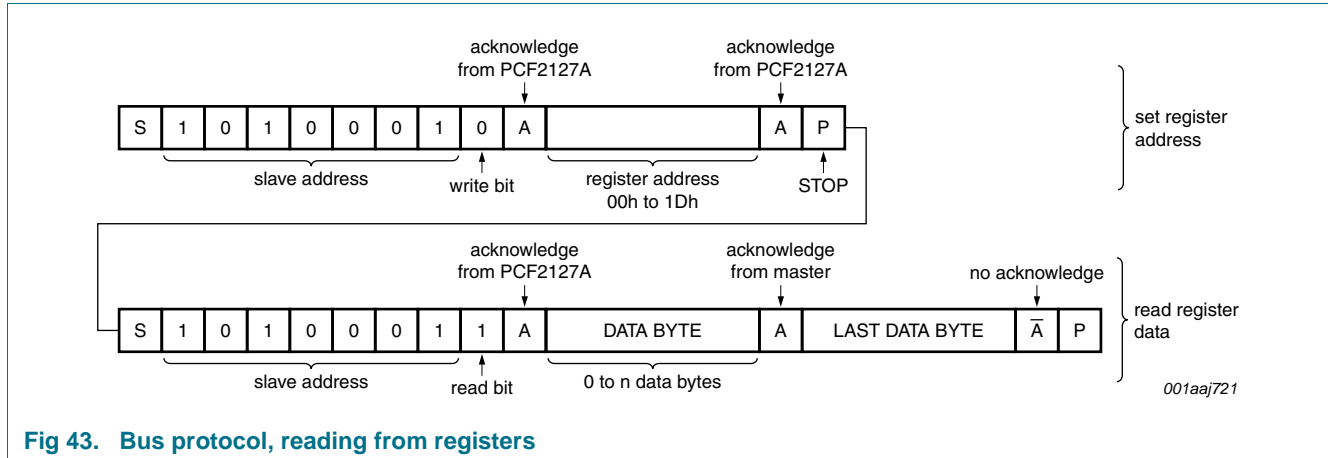 acknowledge
from PCF2127A
acknowledge
from PCF2127A
S 1 0 1 0 0 0 1 0 A A P
set register
address
slave address
write bit
register address
00h to 1Dh
STOP
acknowledge
from PCF2127A
acknowledge
from master
no acknowledge
S 1 0 1 0 0 0 1 1 A DATA BYTE A LAST DATA BYTE A̅ P
read register
data
slave address
read bit
0 to n data bytes
001aaj721
Fig 43. Bus protocol, reading from registers